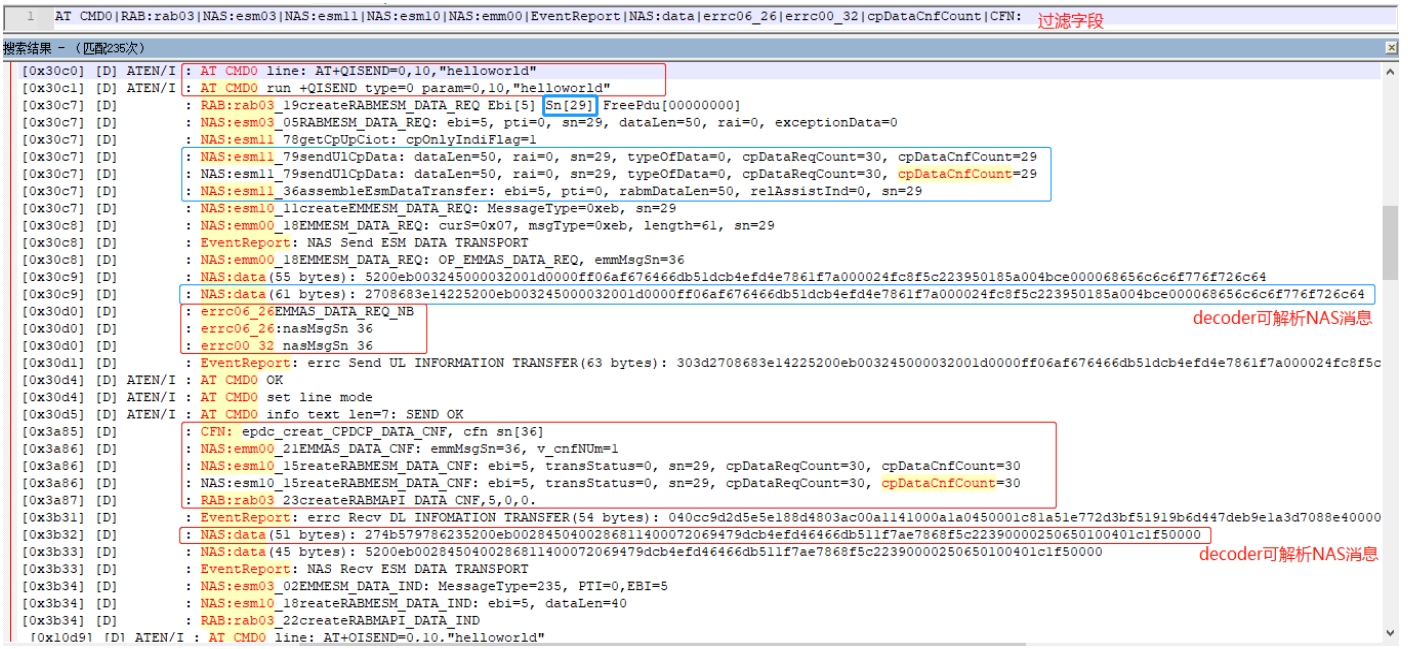 1 AT CMD0|RAB:rab03|NAS:esm03|NAS:esm11|NAS:esm10|NAS:emm00|EventReport|NAS:data|errc06_26|errc00_32|cpDataCnfCount|CFN:
过滤字段
搜索结果 - （匹配235次）
[0x30c0] [D] ATEN/I : AT CMD0 line: AT+QISEND=0,10,"helloworld"
[0x30c1] [D] ATEN/I : AT CMD0 run +QISEND type=0 param=0,10,"helloworld"
[0x30c7] [D] : RAB:rab03_19createRABMESM_DATA_REQ Ebi[5] Sn[29] FreePdu[00000000]
[0x30c7] [D] : NAS:esm03_05RABMESM_DATA_REQ: ebi=5, pti=0, sn=29, dataLen=50, rai=0, exceptionData=0
[0x30c7] [D] : NAS:esm11_78getCpUpCiot: cpOnlyIndiFlag=1
[0x30c7] [D] : NAS:esm11_79sendUlCpData: dataLen=50, rai=0, sn=29, typeOfData=0, cpDataReqCount=30, cpDataCnfCount=29
[0x30c7] [D] : NAS:esm11_79sendUlCpData: dataLen=50, rai=0, sn=29, typeOfData=0, cpDataReqCount=30, cpDataCnfCount=29
[0x30c7] [D] : NAS:esm11_36assembleEsmDataTransfer: ebi=5, pti=0, rabmDataLen=50, relAssistInd=0, sn=29
[0x30c7] [D] : NAS:esm10_11createEMMESM_DATA_REQ: MessageType=0xeb, sn=29
[0x30c8] [D] : NAS:emm00_18EMMESM_DATA_REQ: curS=0x07, msgType=0xeb, length=61, sn=29
[0x30c8] [D] : EventReport: NAS Send ESM DATA TRANSPORT
[0x30c8] [D] : NAS:emm00_18EMMESM_DATA_REQ: OP_EMMAS_DATA_REQ, emmMsgSn=36
[0x30c9] [D] : NAS:data(55 bytes): 5200eb003245000032001d0000ff06af676466db51dcb4efd4e7861f7a000024fc8f5c223950185a004bce000068656c6c6f776f726c64
[0x30c9] [D] : NAS:data(61 bytes): 2708683e14225200eb003245000032001d0000ff06af676466db51dcb4efd4e7861f7a000024fc8f5c223950185a004bce000068656c6c6f776f726c64
[0x30d0] [D] : errc06_26EMMAS_DATA_REQ_NB
decoder可解析NAS消息
[0x30d0] [D] : errc06_26:nasMsgSn 36
[0x30d0] [D] : errc00_32 nasMsgSn 36
[0x30d1] [D] : EventReport: errc Send UL INFORMATION TRANSFER(63 bytes): 303d2708683e14225200eb003245000032001d0000ff06af676466db51dcb4efd4e7861f7a000024fc8f5c
[0x30d4] [D] ATEN/I : AT CMD0 OK
[0x30d4] [D] ATEN/I : AT CMD0 set line mode
[0x30d5] [D] ATEN/I : AT CMD0 info text len=7: SEND OK
[0x3a85] [D] : CFN: epdc_creat_CPDCP_DATA_CNF, cfn sn[36]
[0x3a86] [D] : NAS:emm00_21EMMAS_DATA_CNF: emmMsgSn=36, v_cnfNUm=1
[0x3a86] [D] : NAS:esm10_15reateRABMESM_DATA_CNF: ebi=5, transStatus=0, sn=29, cpDataReqCount=30, cpDataCnfCount=30
[0x3a86] [D] : NAS:esm10_15reateRABMESM_DATA_CNF: ebi=5, transStatus=0, sn=29, cpDataReqCount=30, cpDataCnfCount=30
[0x3a87] [D] : RAB:rab03_23createRABMAPI_DATA_CNF,5,0,0.
[0x3b31] [D] : EventReport: errc Recv DL INFOMATION TRANSFER(54 bytes): 040cc9d2d5e5e188d4803ac00a1141000a1a0450001c81a51e772d3bf51919b6d447deb9e1a3d7088e40000
[0x3b32] [D] : NAS:data(51 bytes): 274b579786235200eb0028450400286811400072069479dcb4efd46466db511f7ae7868f5c22390000250650100401c1f50000
[0x3b33] [D] : NAS:data(45 bytes): 5200eb0028450400286811400072069479dcb4efd46466db511f7ae7868f5c22390000250650100401c1f50000
decoder可解析NAS消息
[0x3b33] [D] : EventReport: NAS Recv ESM DATA TRANSPORT
[0x3b34] [D] : NAS:esm03_02EMMESM_DATA_IND: MessageType=235, PTI=0,EBI=5
[0x3b34] [D] : NAS:esm10_18reateRABMESM_DATA_IND: ebi=5, dataLen=40
[0x3b34] [D] : RAB:rab03_22createRABMAPI_DATA_IND
[0x10d9] [D] ATEN/I : AT CMD0 line: AT+QISEND=0,10,"helloworld"